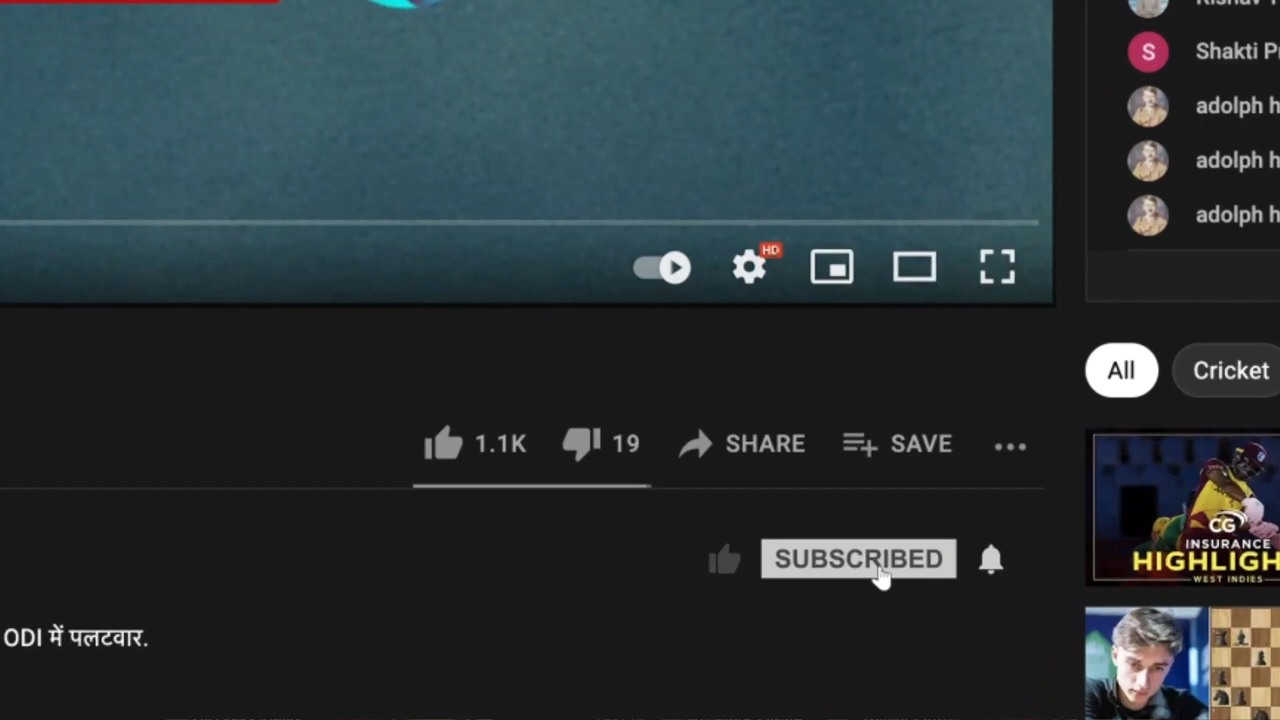 Shakti P
adolph h
adolph h
adolph h
S
HD
All
Cricket
1.1K
19
SHARE
SAVE
SUBSCRIBED
CG
INSURANCE
HIGHLIGH
WEST INDIES
ODI में पलटवार.